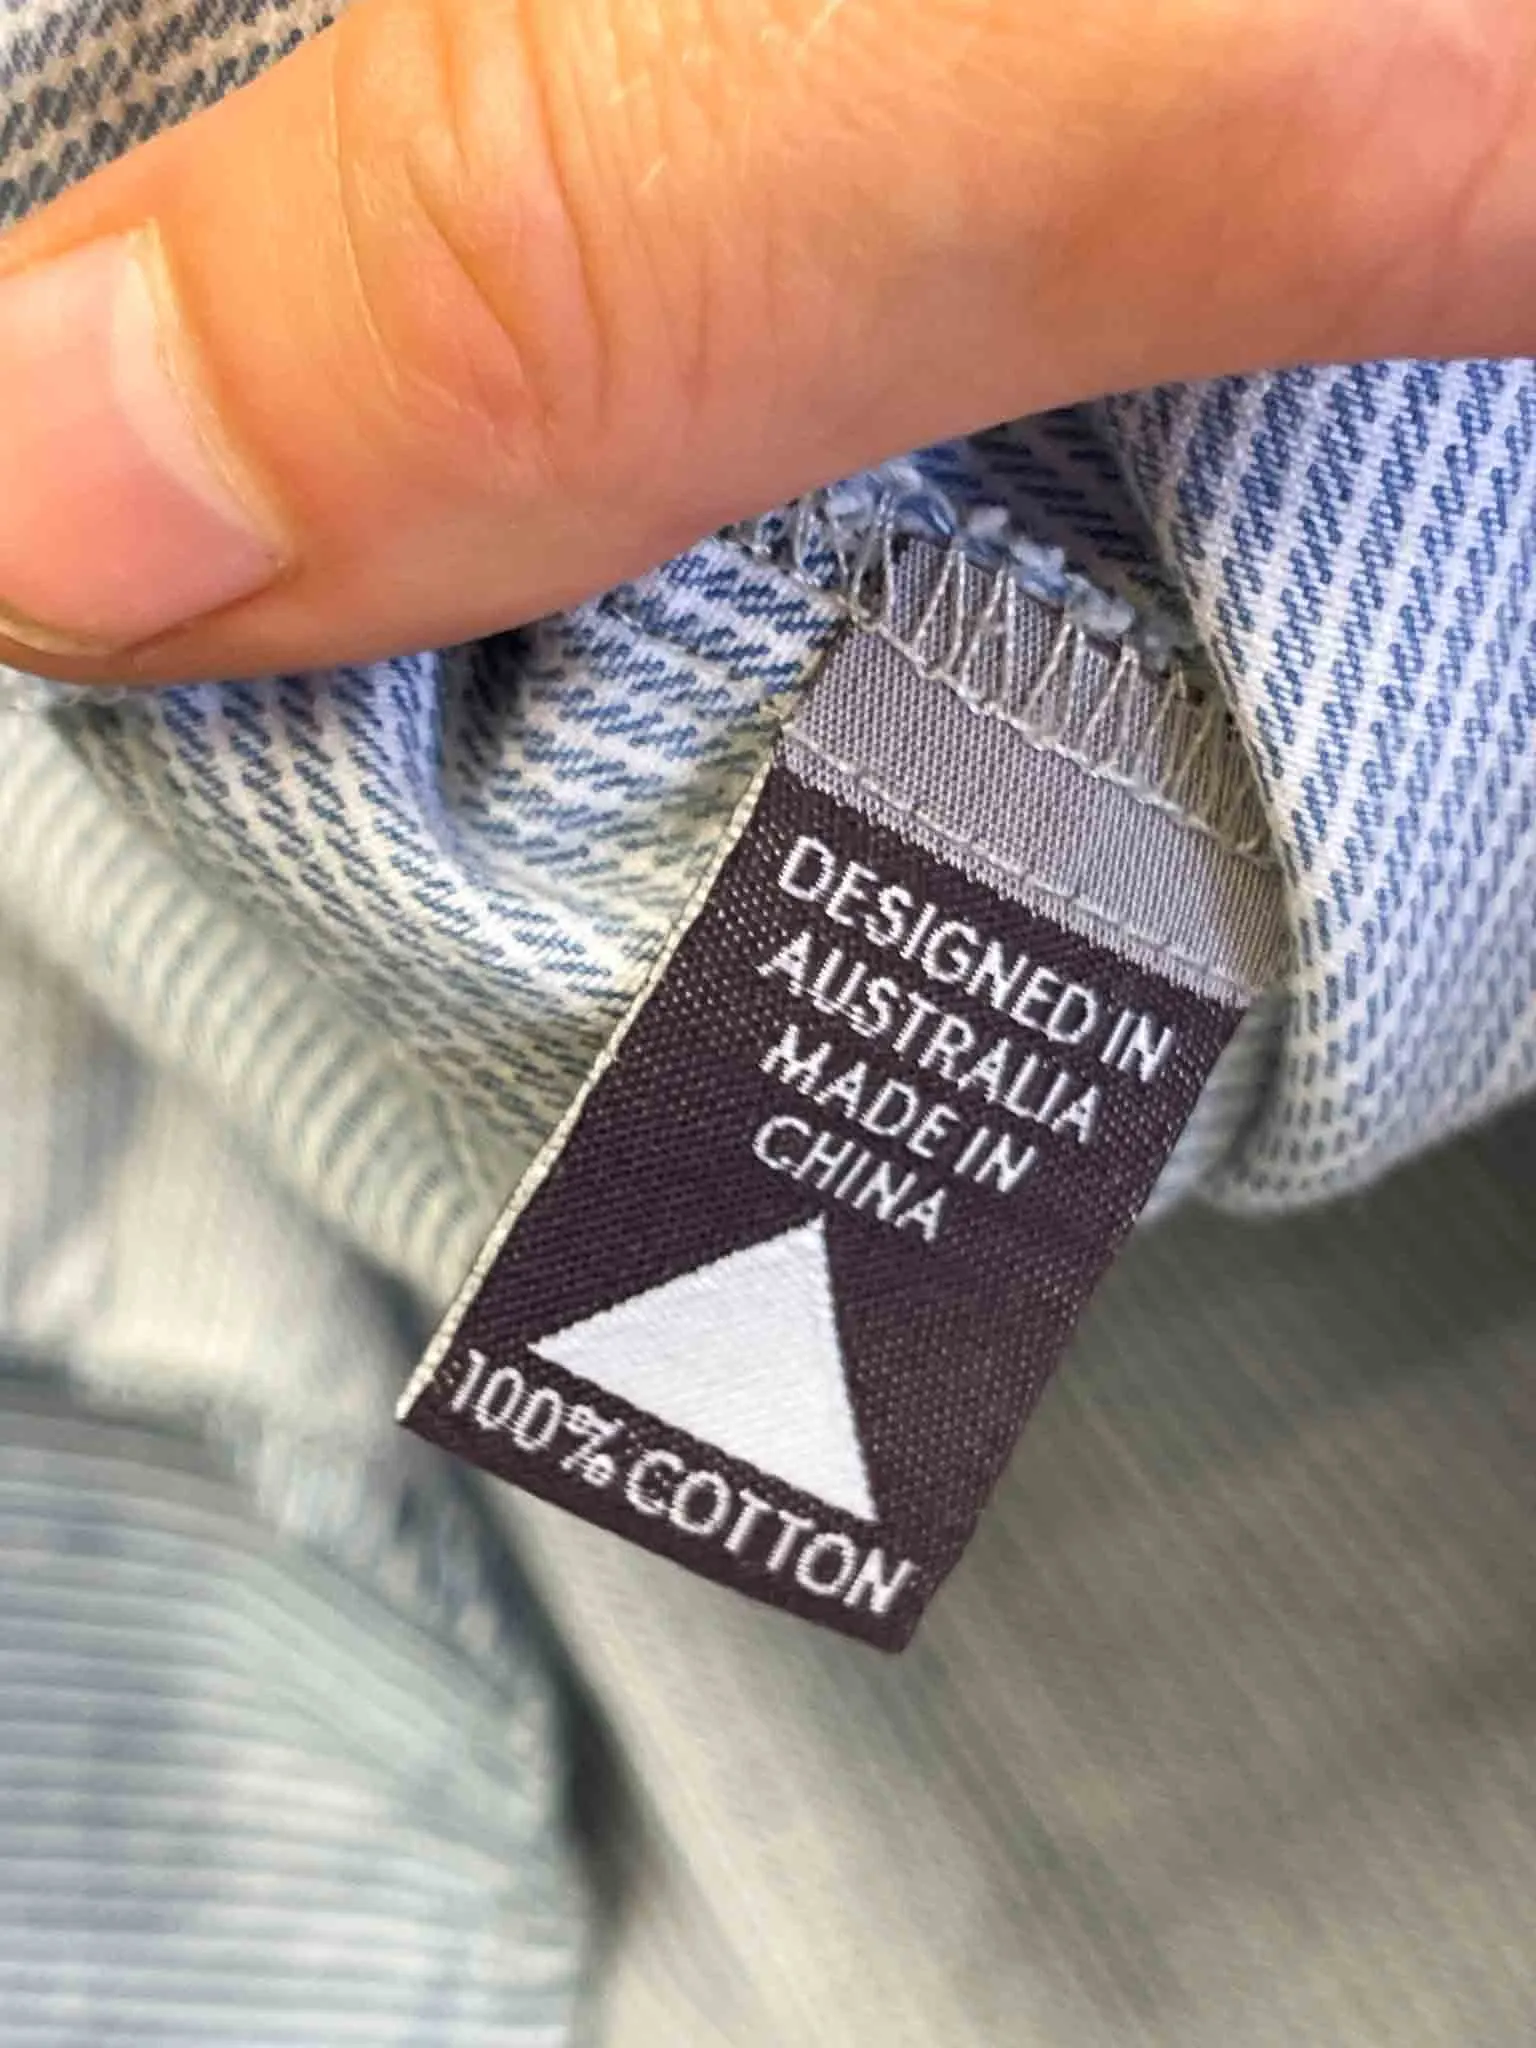 DESIGNED IN
AUSTRALIA
MADE IN
CHINA
100% COTTON